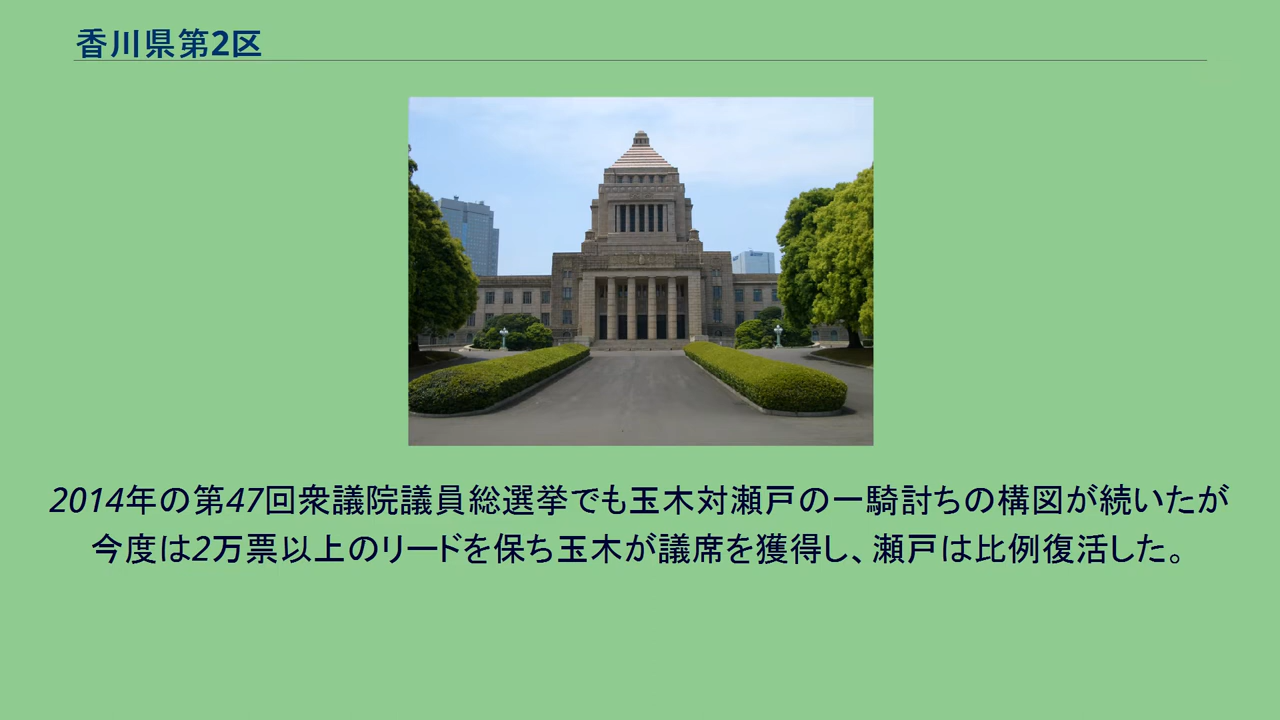 香川県第2区
2014年の第47回衆議院議員総選挙でも玉木対瀬戸の一騎討ちの構図が続いたが
今度は2万票以上のリードを保ち玉木が議席を獲得し、瀬戸は比例復活した。